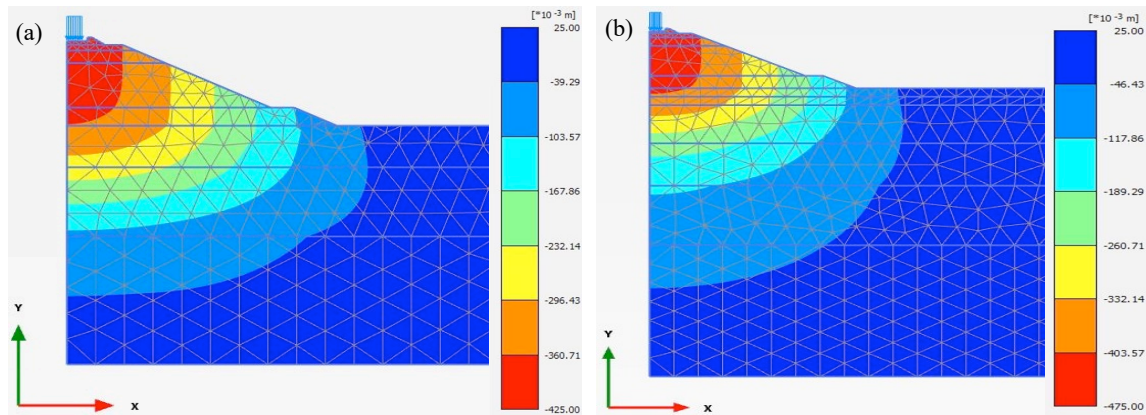 (a)
[*10 -3 m]
25.00
-39.29
-103.57
-167.86
-232.14
-296.43
-360.71
-425.00
Y
X
(b)
[*10 -3 m]
25.00
-46.43
-117.86
-189.29
-260.71
-332.14
-403.57
-475.00
Y
X